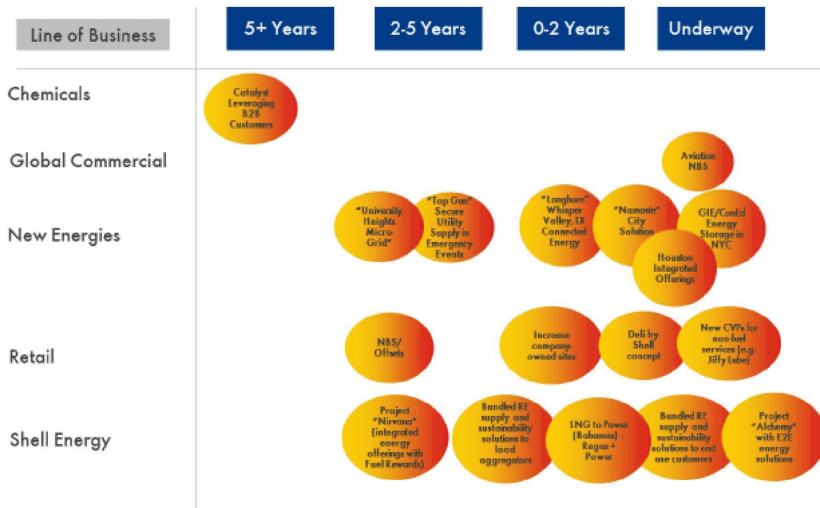 Line of Business
5+ Years
2-5 Years
0-2 Years
Underway
Chemicals
Catalyst
Leveraging
B2B
Customers
Global Commercial
Aviation
NBS
New Energies
"University
Heights
Micro-
Grid"
"Top Gun"
Secure
Utility
Supply in
Emergency
Events
"Longhorn"
Whisper
Valley, TX
Connected
Energy
"Namaste"
City
Solution
GIE/ConEd
Energy
Storage in
NYC
Houston
Integrated
Offerings
Retail
NBS/
Offsets
Increase
company-
owned sites
Deli by
Shell
concept
New CVPs for
non-fuel
services (e.g.
Jiffy Lube)
Shell Energy
Project
"Nirvana"
(integrated
energy
offerings with
Fuel Rewards)
Bundled RE
supply and
sustainability
solutions to
load
aggregators
LNG to Power
(Bahamas) –
Regas +
Power
Bundled RE
supply and
sustainability
solutions to end
use customers
Project
"Alchemy"
with E2E
energy
solutions